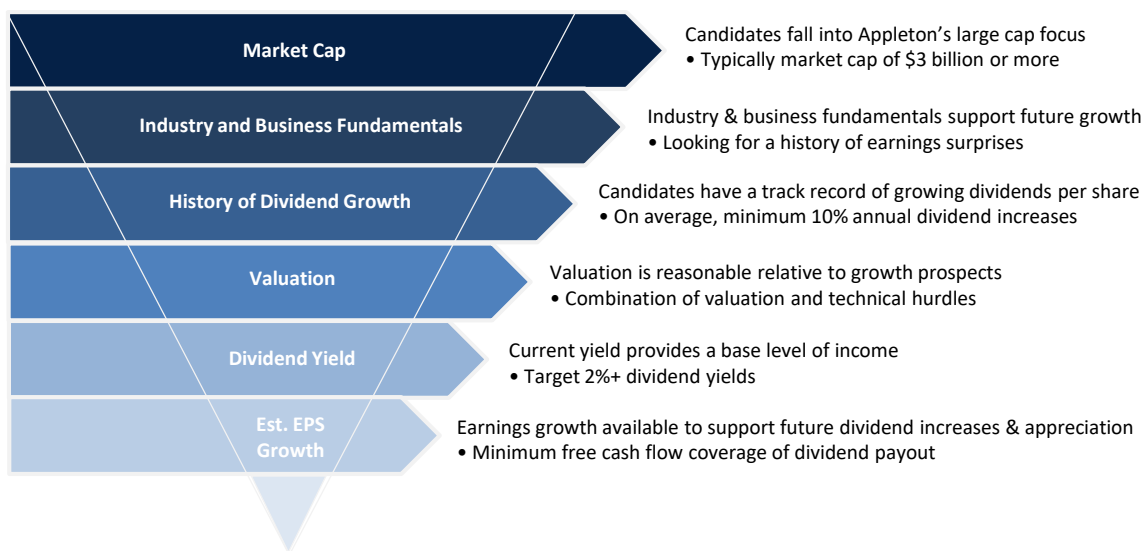 Market Cap
Candidates fall into Appleton’s large cap focus
• Typically market cap of $3 billion or more
Industry and Business Fundamentals
Industry & business fundamentals support future growth
• Looking for a history of earnings surprises
History of Dividend Growth
Candidates have a track record of growing dividends per share
• On average, minimum 10% annual dividend increases
Valuation
Valuation is reasonable relative to growth prospects
• Combination of valuation and technical hurdles
Dividend Yield
Current yield provides a base level of income
• Target 2%+ dividend yields
Est. EPS
Growth
Earnings growth available to support future dividend increases & appreciation
• Minimum free cash flow coverage of dividend payout